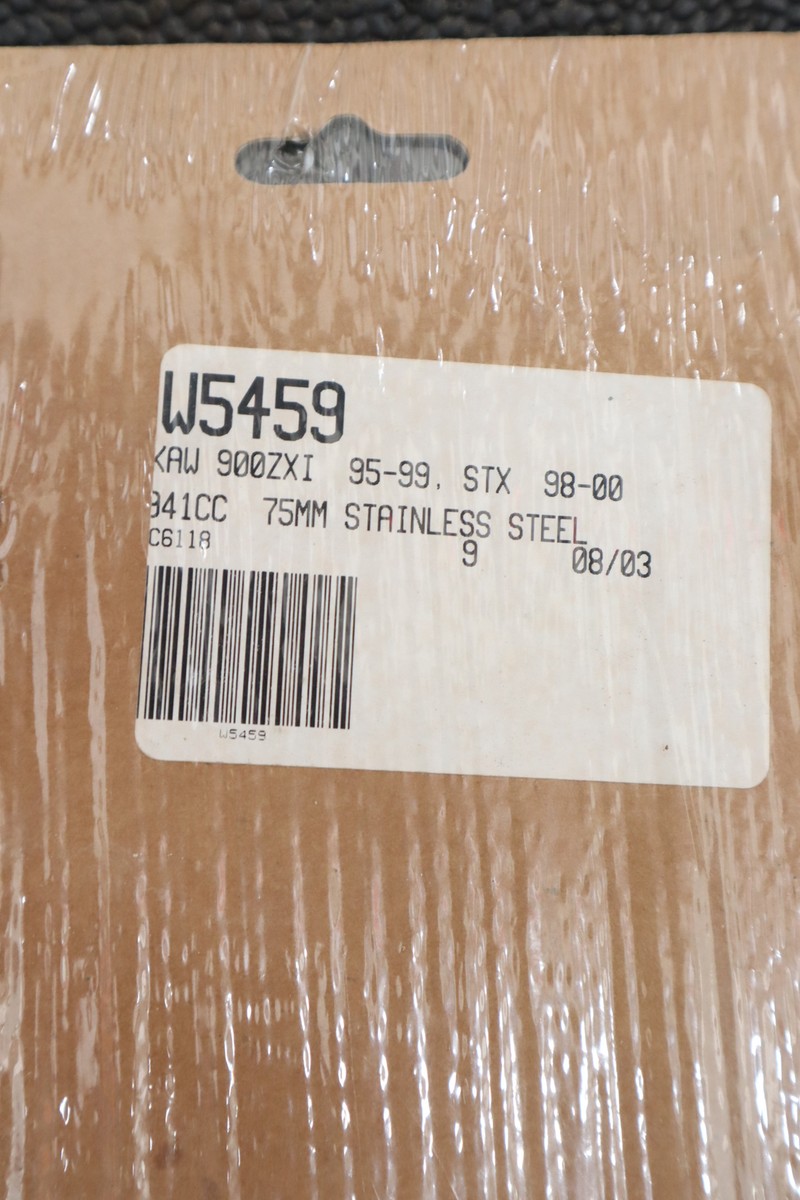 W5459
KAW 900ZXI 95-99, STX 98-00
941CC 75MM STAINLESS STEEL
C6118 9 08/03
W5459